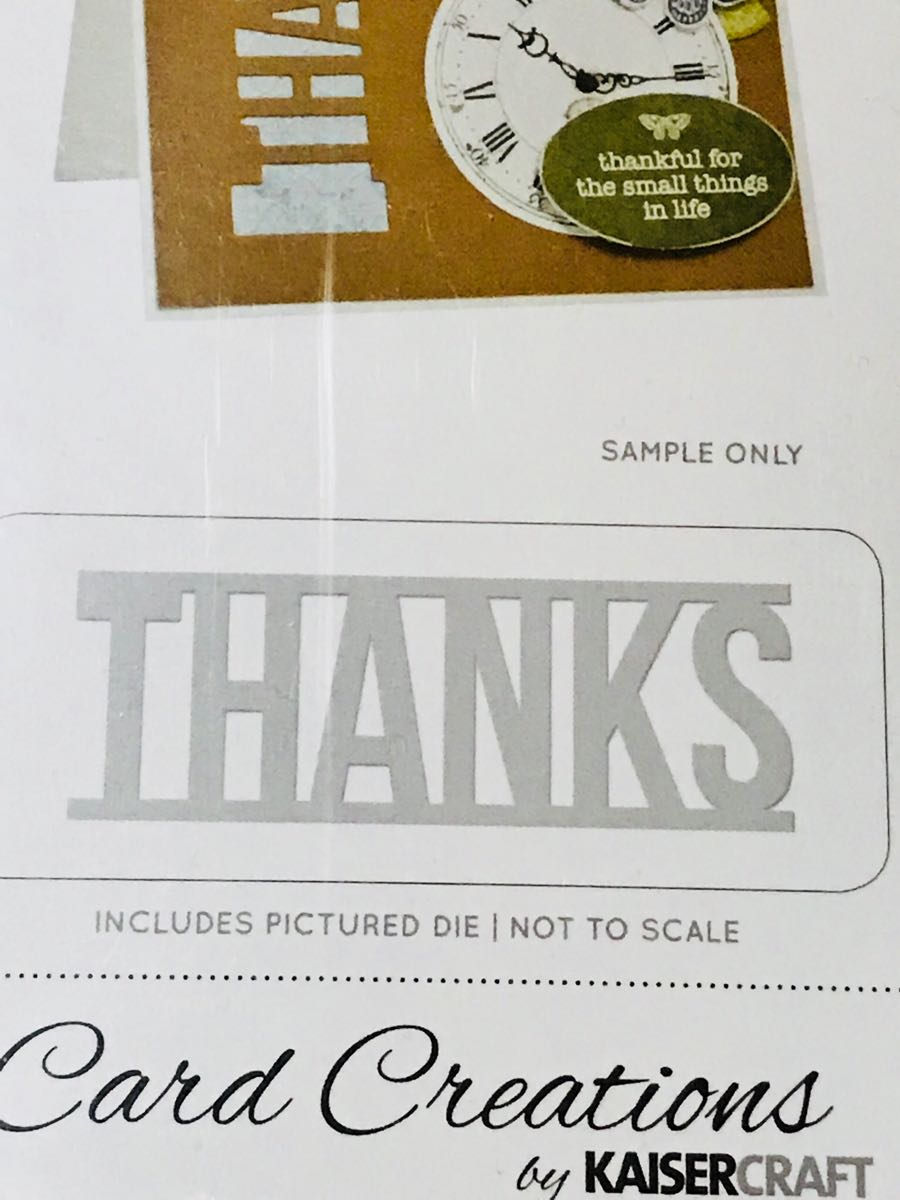 THA
thankful for
the small things
in life
SAMPLE ONLY
THANKS
INCLUDES PICTURED DIE | NOT TO SCALE
Card Creations
by KAISERCRAFT